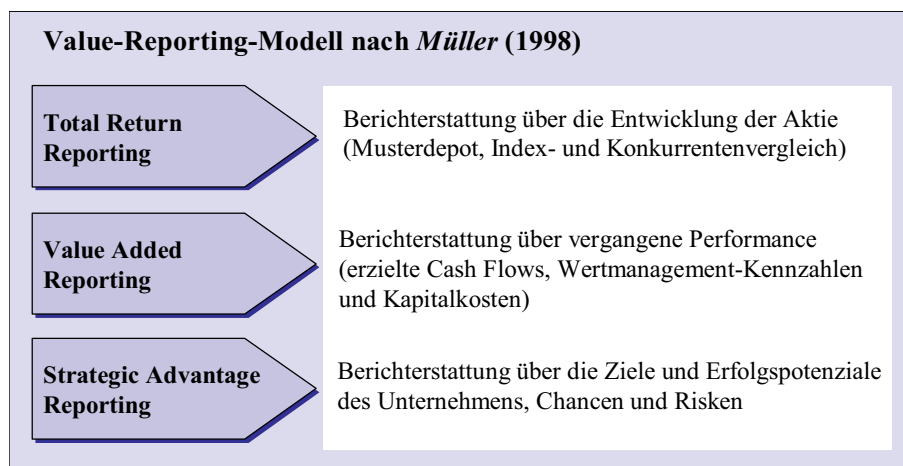 Value-Reporting-Modell nach Müller (1998)
Total Return
Reporting
Berichterstattung über die Entwicklung der Aktie
(Musterdepot, Index- und Konkurrentenvergleich)
Value Added
Reporting
Berichterstattung über vergangene Performance
(erzielte Cash Flows, Wertmanagement-Kennzahlen
und Kapitalkosten)
Strategic Advantage
Reporting
Berichterstattung über die Ziele und Erfolgspotenziale
des Unternehmens, Chancen und Risken